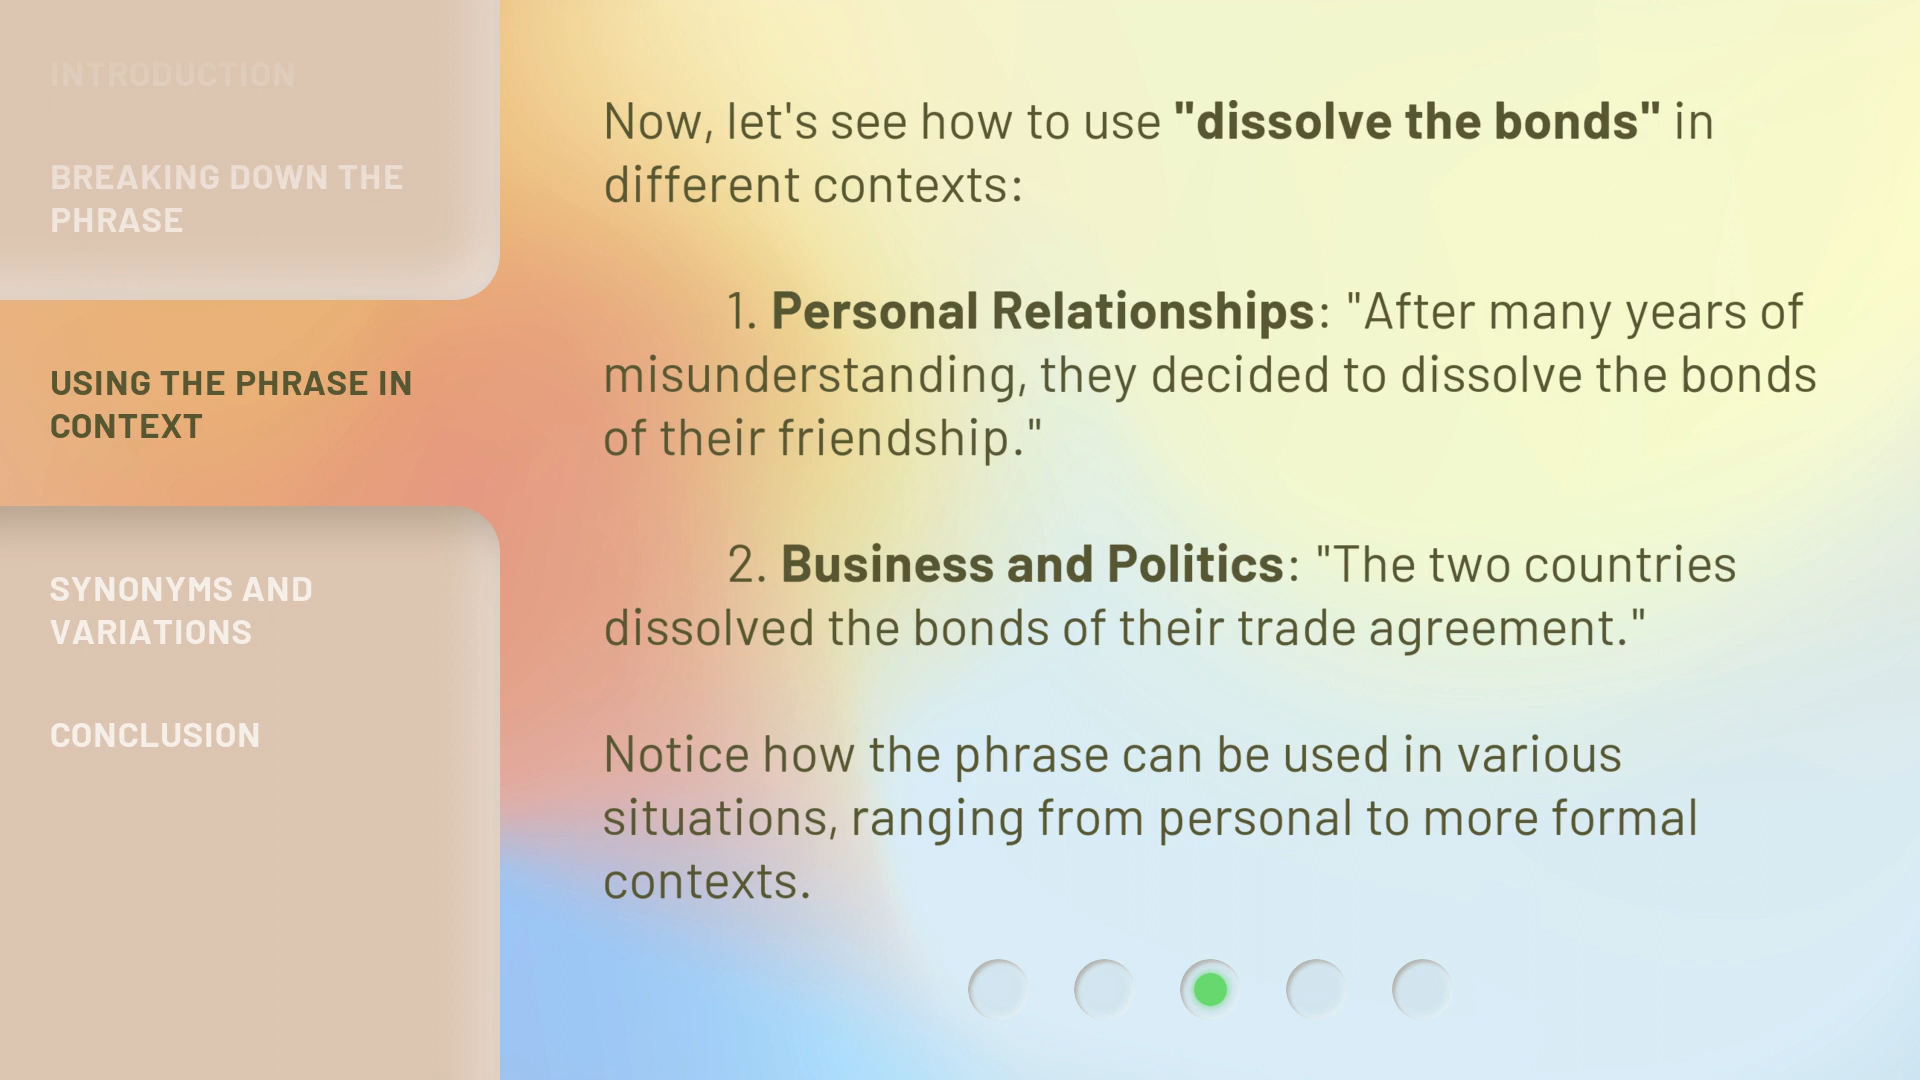 INTRODUCTION
BREAKING DOWN THE
PHRASE
USING THE PHRASE IN
CONTEXT
SYNONYMS AND
VARIATIONS
CONCLUSION
Now, let's see how to use "dissolve the bonds" in
different contexts:
1. Personal Relationships: "After many years of
misunderstanding, they decided to dissolve the bonds
of their friendship."
2. Business and Politics: "The two countries
dissolved the bonds of their trade agreement."
Notice how the phrase can be used in various
situations, ranging from personal to more formal
contexts.